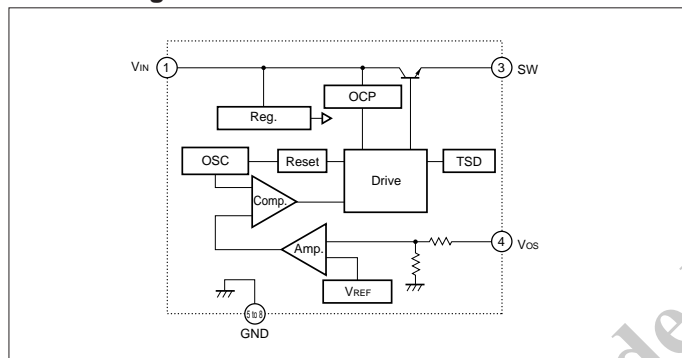 VIN 1
3 SW
OCP
Reg.
OSC
Reset
Drive
TSD
Comp.
Amp.
4 VOS
VREF
5 to 8
GND